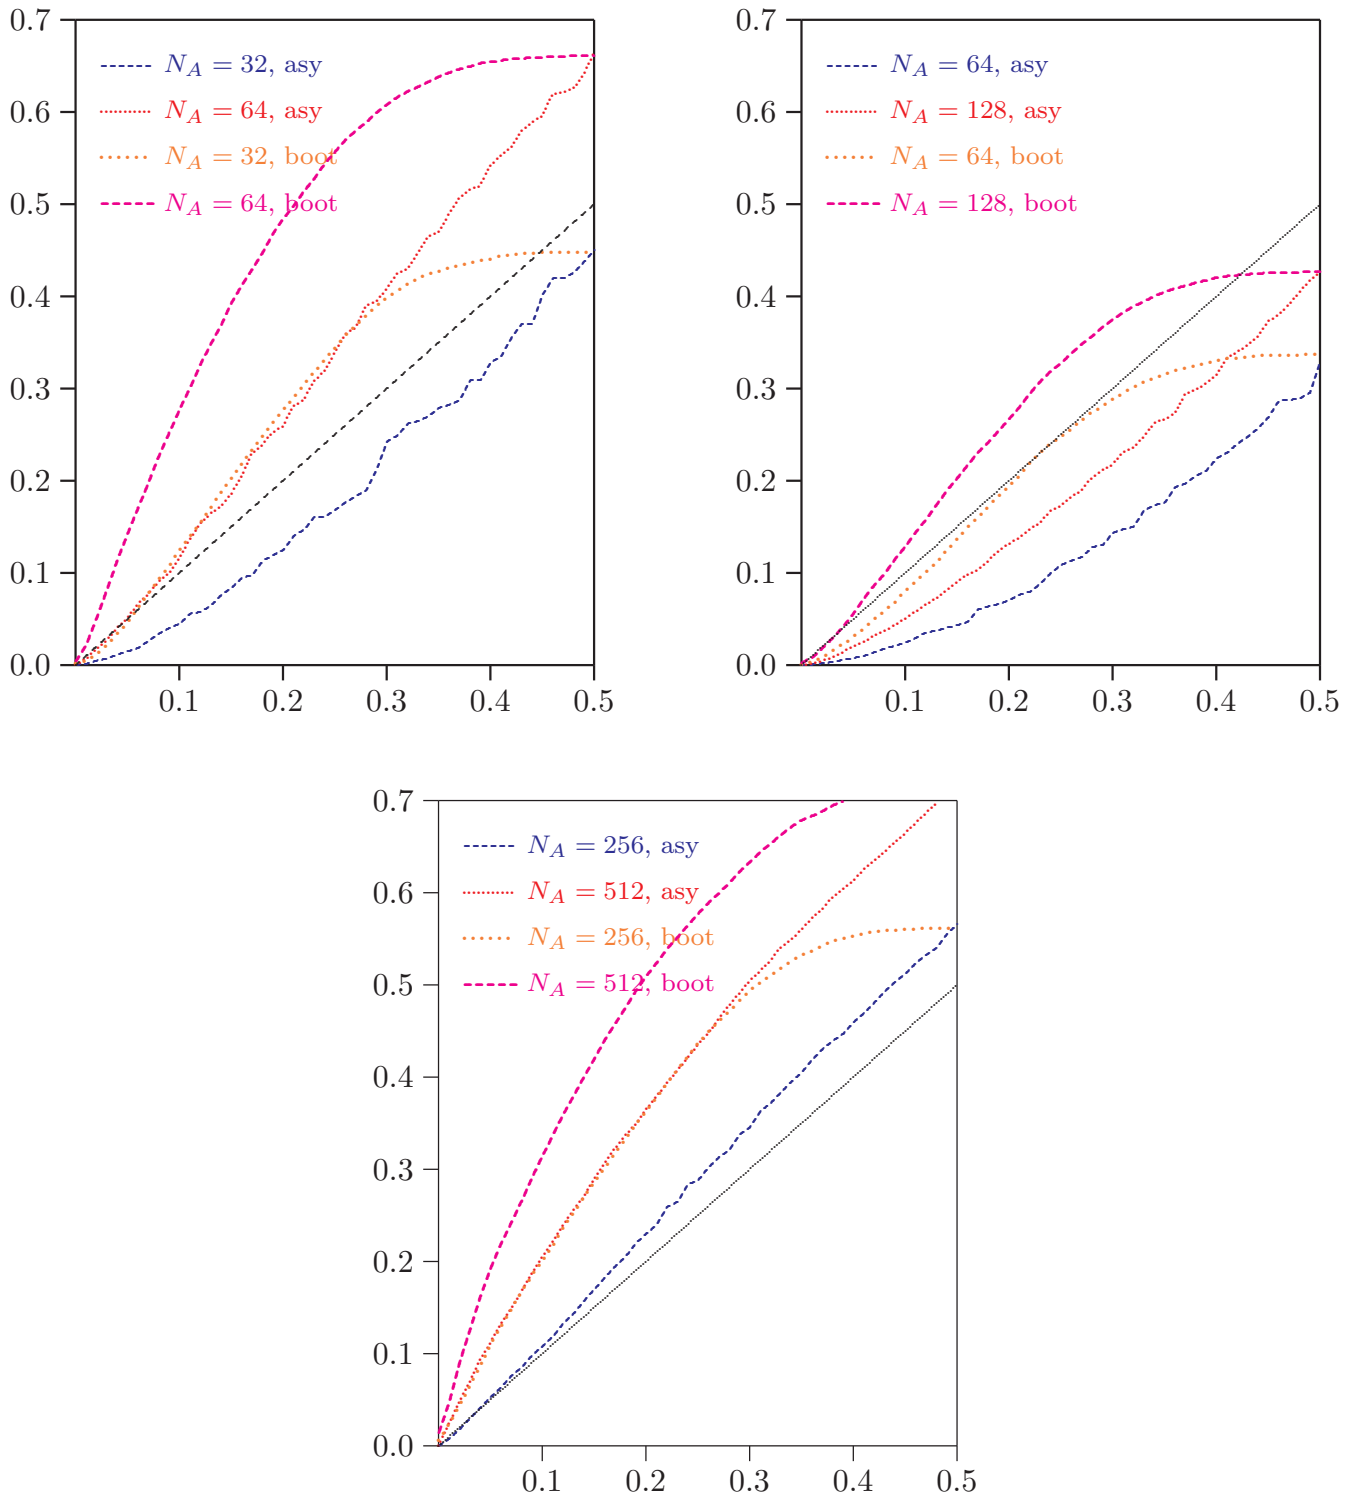 0.7
N_A = 32, asy
N_A = 64, asy
0.6
N_A = 32, boot
N_A = 64, boot
0.5
0.4
0.3
0.2
0.1
0.0
0.1 0.2 0.3 0.4 0.5
0.7
N_A = 64, asy
N_A = 128, asy
0.6
N_A = 64, boot
N_A = 128, boot
0.5
0.4
0.3
0.2
0.1
0.0
0.1 0.2 0.3 0.4 0.5
0.7
N_A = 256, asy
N_A = 512, asy
0.6
N_A = 256, boot
N_A = 512, boot
0.5
0.4
0.3
0.2
0.1
0.0
0.1 0.2 0.3 0.4 0.5